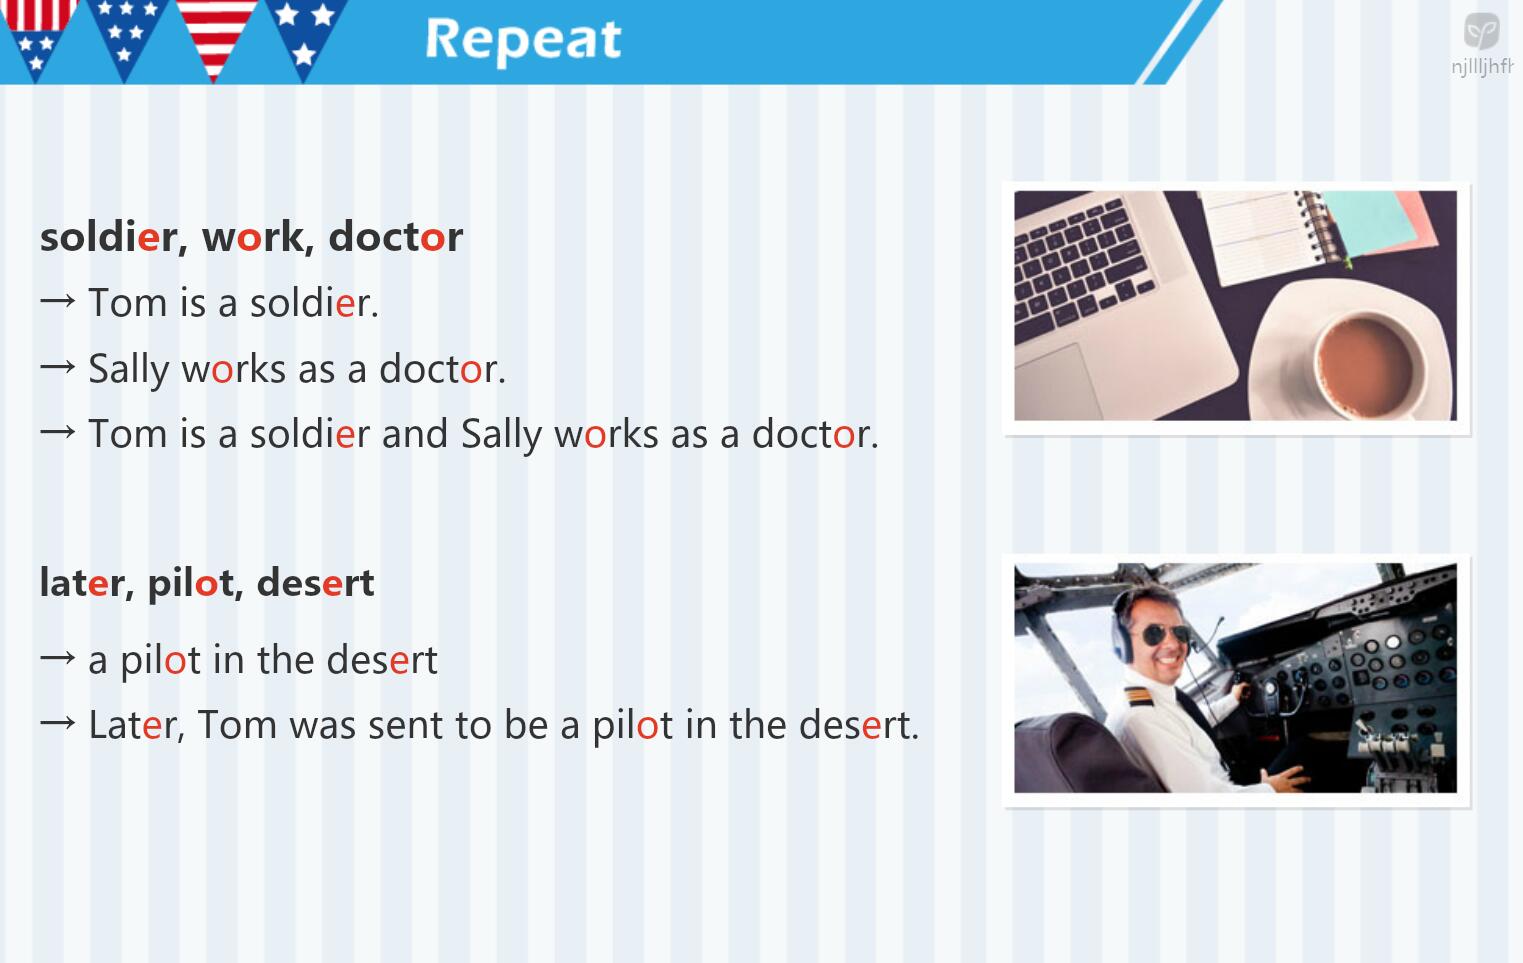 Repeat
njllljhfh
soldier, work, doctor
→ Tom is a soldier.
→ Sally works as a doctor.
→ Tom is a soldier and Sally works as a doctor.
later, pilot, desert
→ a pilot in the desert
→ Later, Tom was sent to be a pilot in the desert.